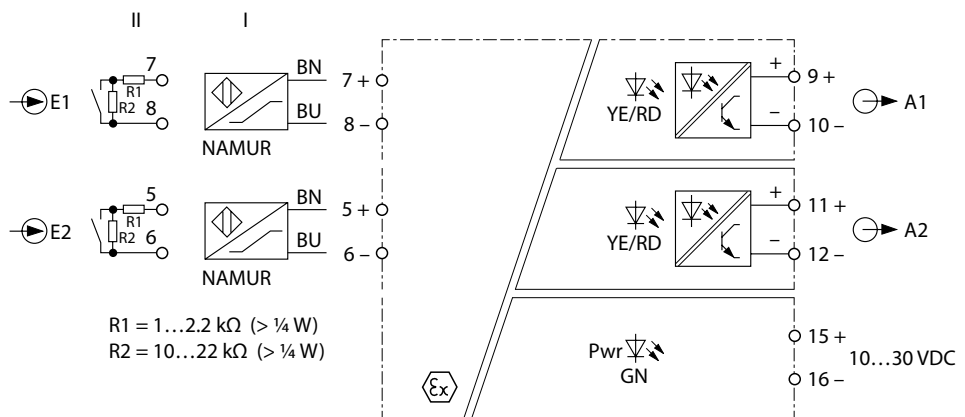 II I
E1 7 8 R1 R2 BN BU 7 + 8 – NAMUR
YE/RD + – 9 + 10 – A1
E2 5 6 R1 R2 BN BU 5 + 6 – NAMUR
YE/RD + – 11 + 12 – A2
R1 = 1…2.2 kΩ (> ¼ W)
R2 = 10…22 kΩ (> ¼ W)
Ex
Pwr
GN
15 +
16 –
10…30 VDC